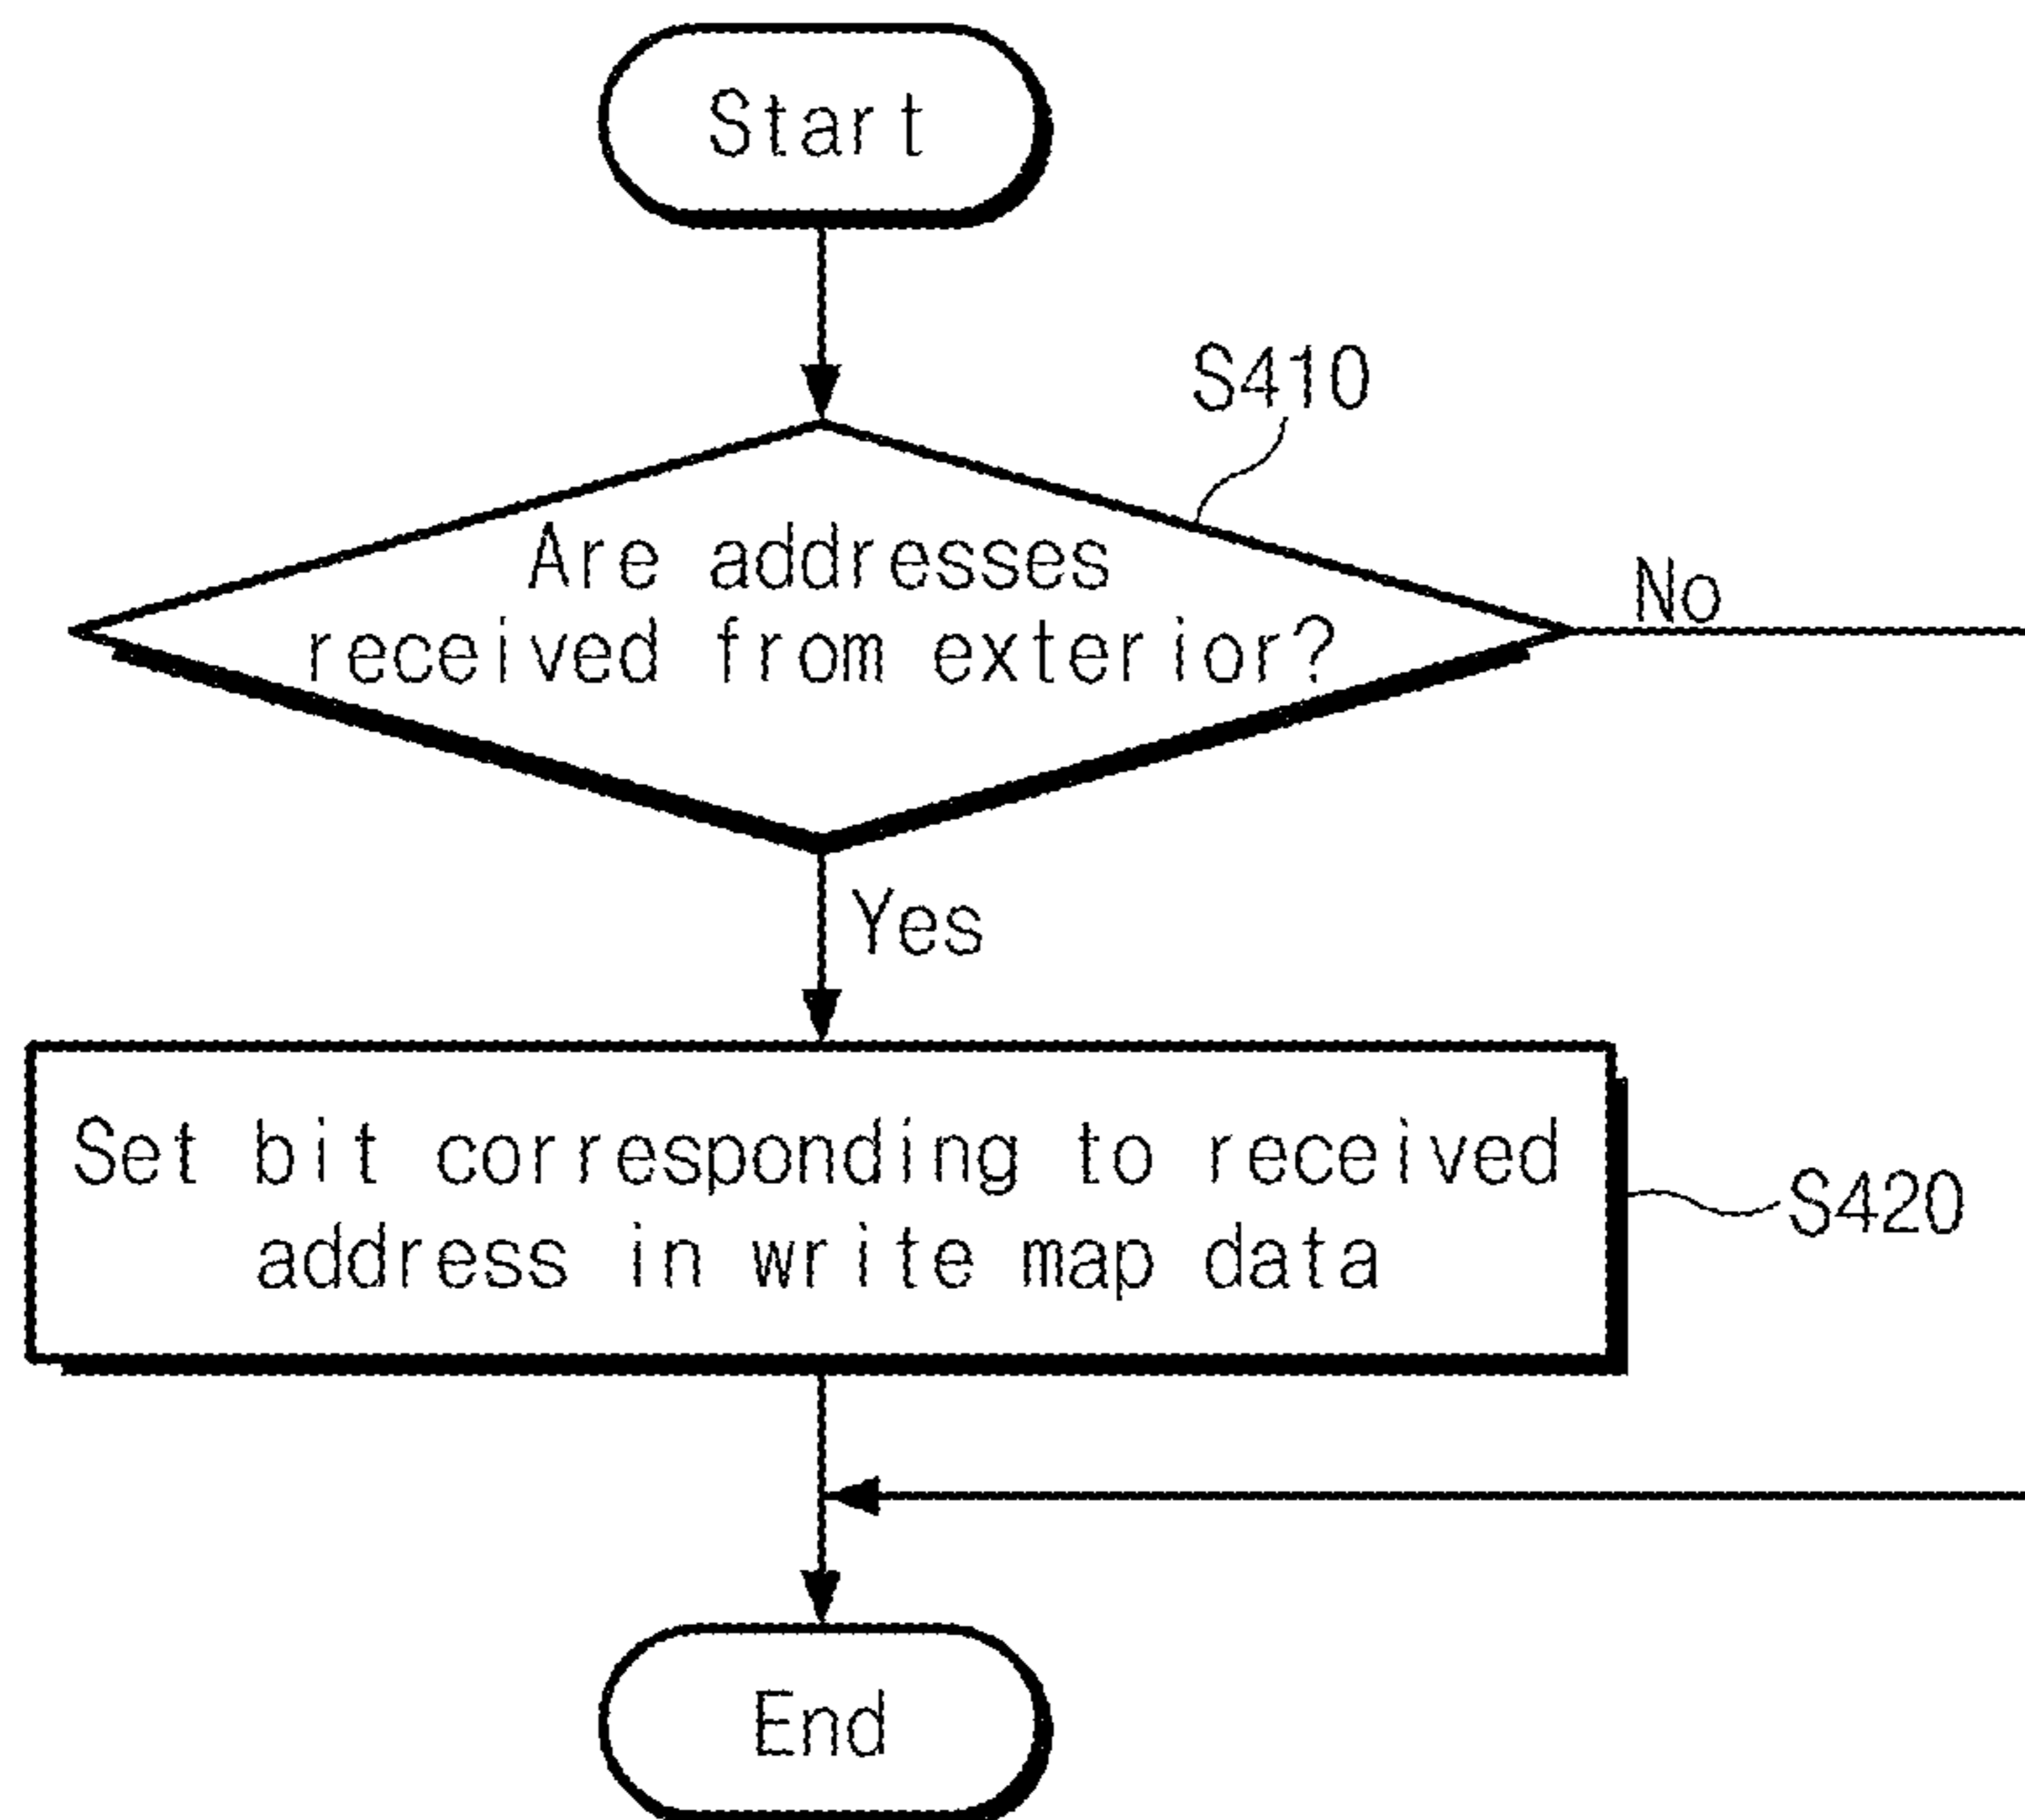 Start
S410
Are addresses
received from exterior?
No
Yes
Set bit corresponding to received
address in write map data
S420
End